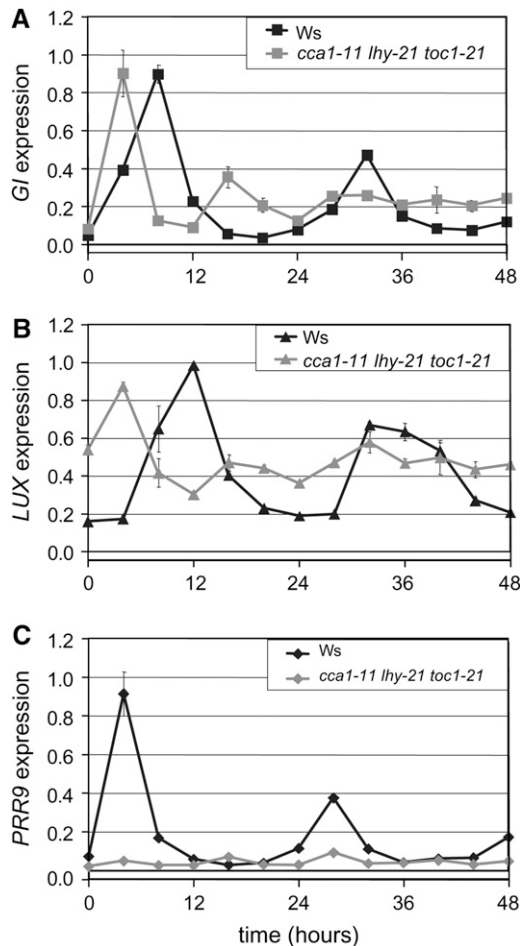 A
Ws
cca1-11 lhy-21 toc1-21
GI expression
1.2
1.0
0.8
0.6
0.4
0.2
0.0
0 12 24 36 48
B
Ws
cca1-11 lhy-21 toc1-21
LUX expression
1.2
1.0
0.8
0.6
0.4
0.2
0.0
0 12 24 36 48
C
Ws
cca1-11 lhy-21 toc1-21
PRR9 expression
1.2
1.0
0.8
0.6
0.4
0.2
0.0
0 12 24 36 48
time (hours)